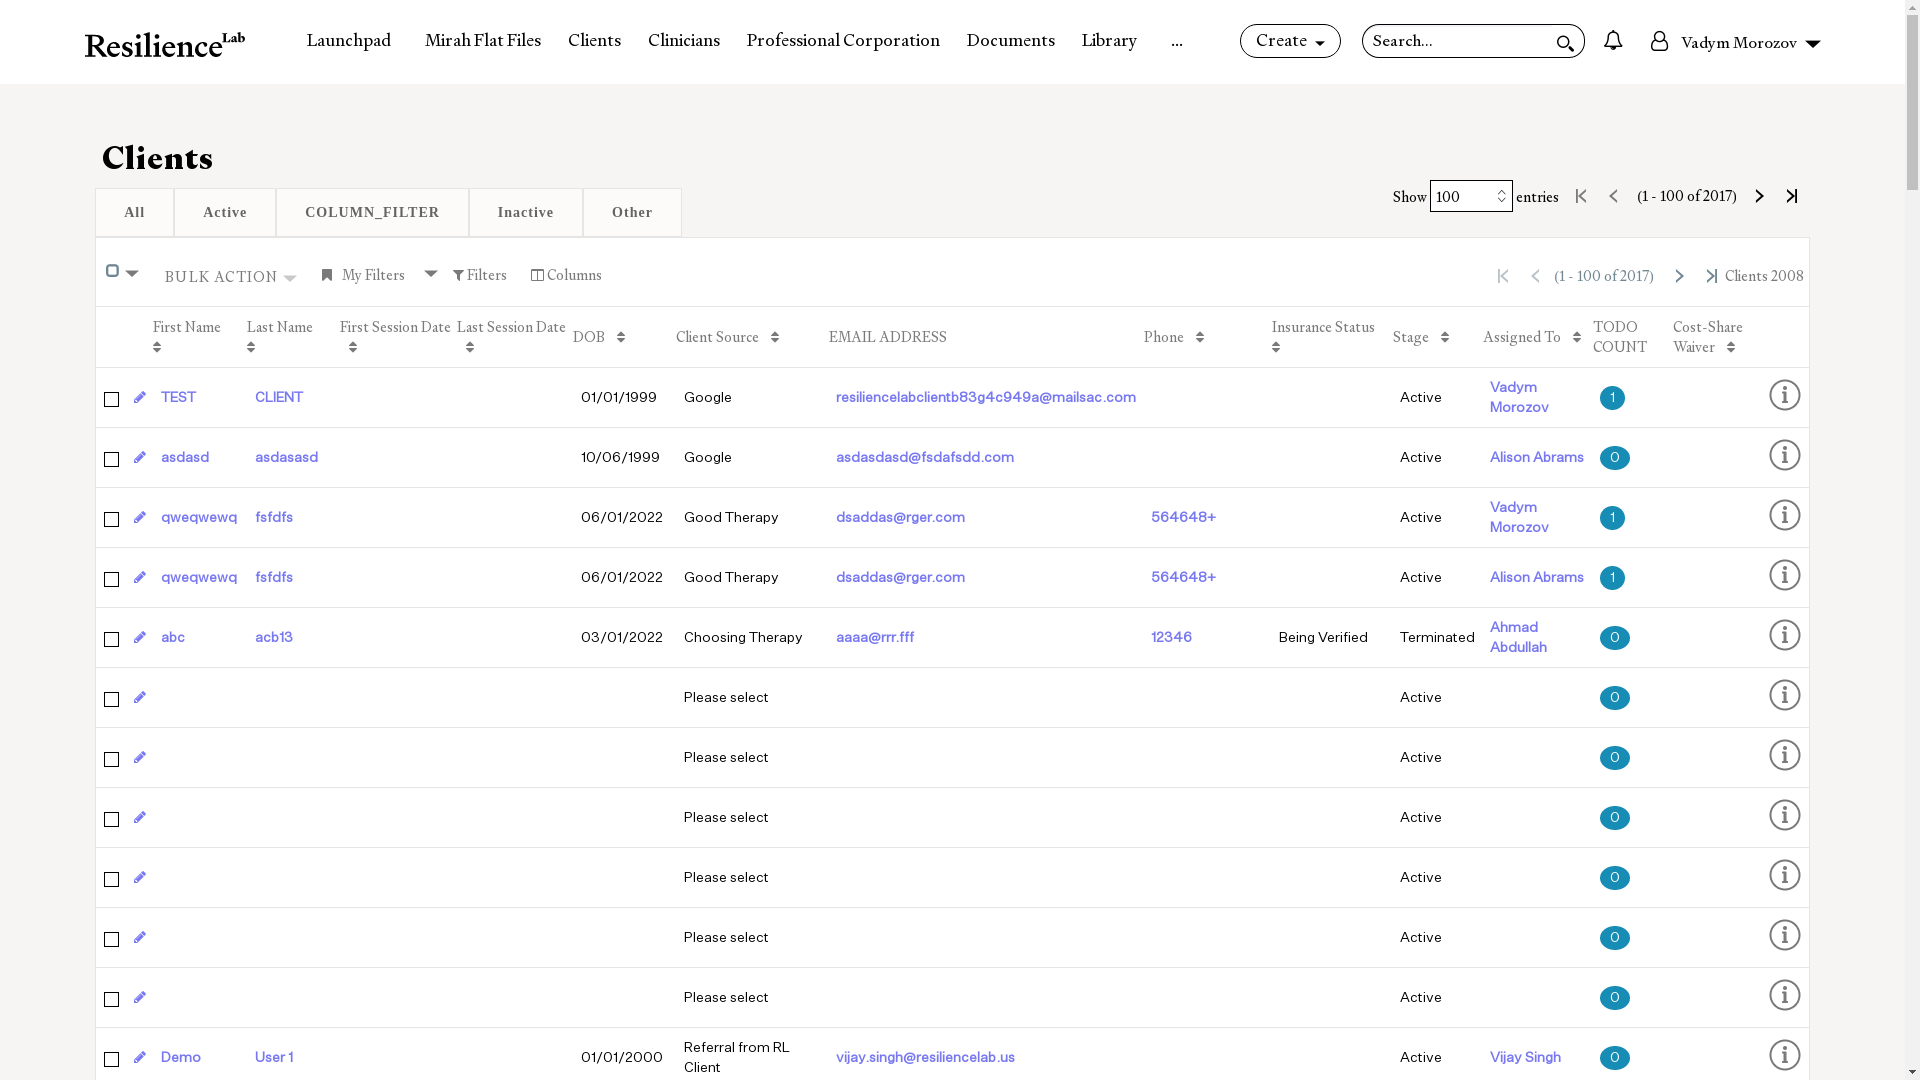 Resilience Lab Launchpad Mirah Flat Files Clients Clinicians Professional Corporation Documents Library ... Create Search... Vadym Morozov
Clients
All Active COLUMN_FILTER Inactive Other Show 100 entries (1 - 100 of 2017)
BULK ACTION My Filters Filters Columns (1 - 100 of 2017) Clients 2008
First Name Last Name First Session Date Last Session Date DOB Client Source EMAIL ADDRESS Phone Insurance Status Stage Assigned To TODO COUNT Cost-Share Waiver
TEST CLIENT 01/01/1999 Google resiliencelabclientb83g4c949a@mailsac.com Active Vadym Morozov 1
asdasd asdasasd 10/06/1999 Google asdasdasd@fsdafsdd.com Active Alison Abrams 0
qweqwewq fsfdfs 06/01/2022 Good Therapy dsaddas@rger.com 564648+ Active Vadym Morozov 1
qweqwewq fsfdfs 06/01/2022 Good Therapy dsaddas@rger.com 564648+ Active Alison Abrams 1
abc acb13 03/01/2022 Choosing Therapy aaaa@rrr.fff 12346 Being Verified Terminated Ahmad Abdullah 0
Please select Active 0
Please select Active 0
Please select Active 0
Please select Active 0
Please select Active 0
Please select Active 0
Demo User 1 01/01/2000 Referral from RL Client vijay.singh@resiliencelab.us Active Vijay Singh 0